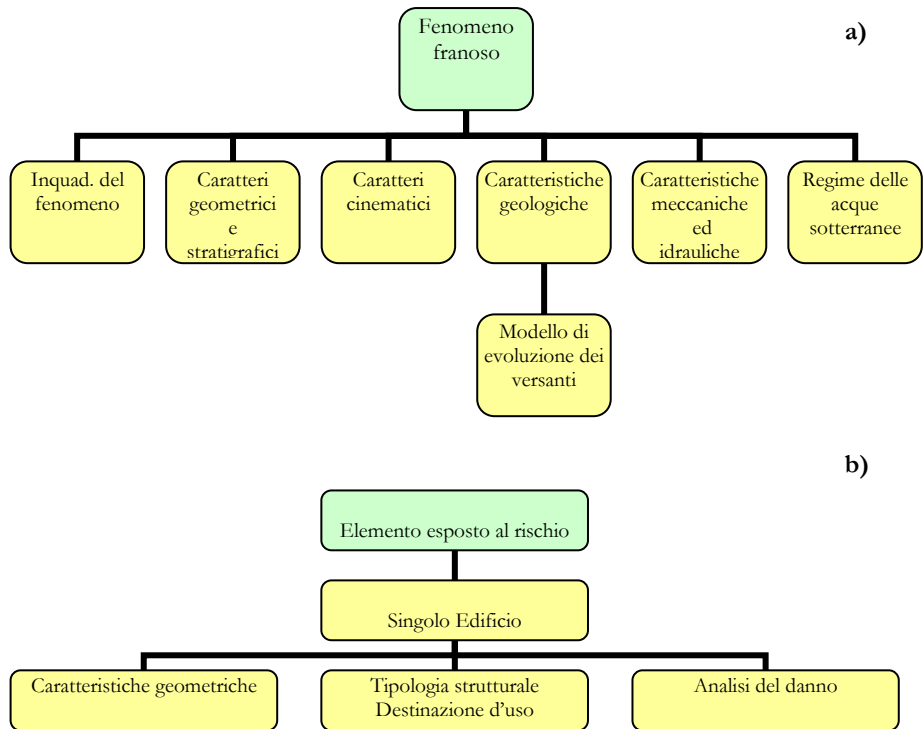 Fenomeno
franoso
a)
Inquad. del
fenomeno
Caratteri
geometrici
e
stratigrafici
Caratteri
cinematici
Caratteristiche
geologiche
Caratteristiche
meccaniche
ed
idrauliche
Regime delle
acque
sotterranee
Modello di
evoluzione dei
versanti
b)
Elemento esposto al rischio
Singolo Edificio
Caratteristiche geometriche
Tipologia strutturale
Destinazione d'uso
Analisi del danno